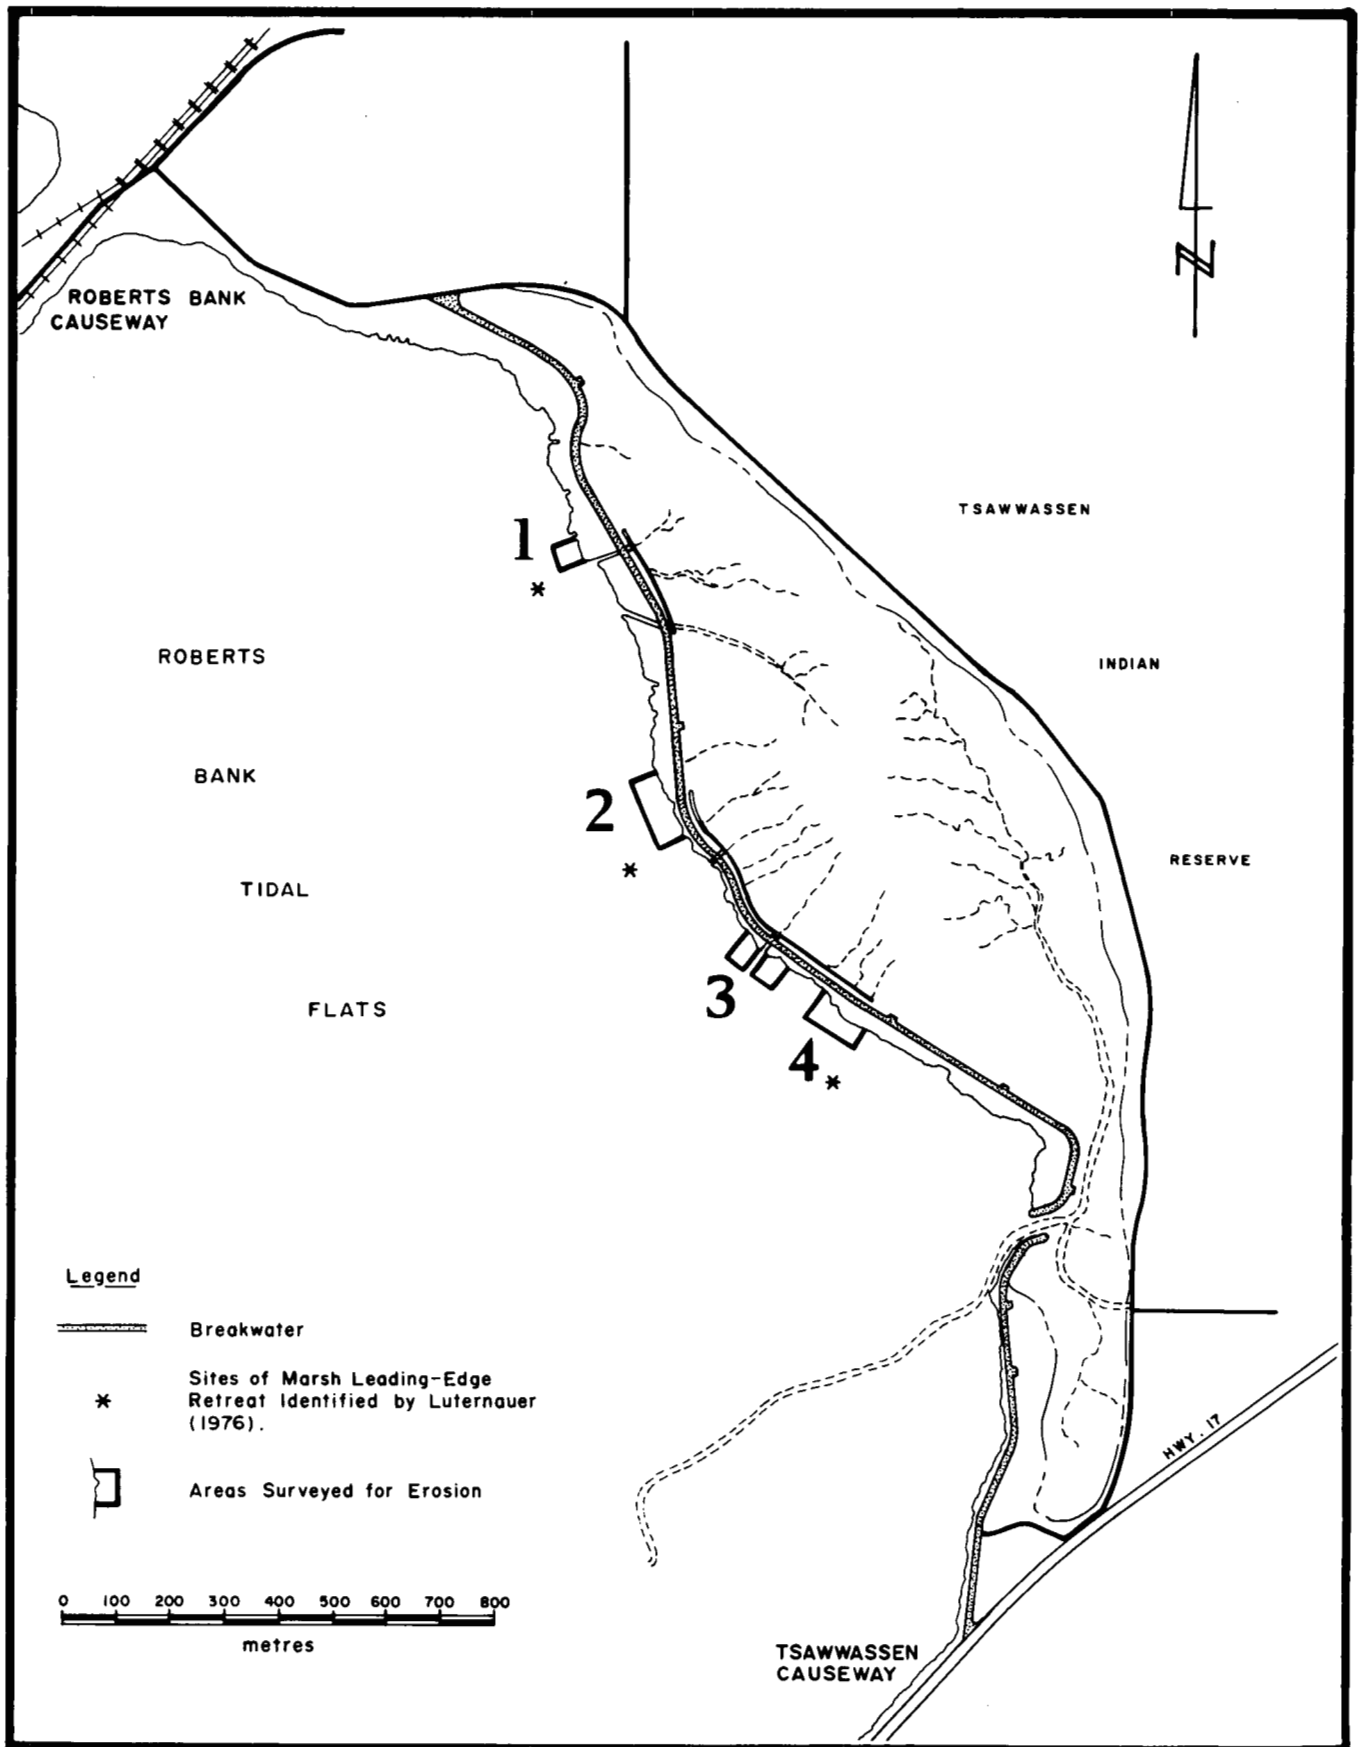 ROBERTS BANK
CAUSEWAY
N
TSAWWASSEN
1
ROBERTS
INDIAN
BANK
2
RESERVE
TIDAL
3
FLATS
4
Legend
Breakwater
Sites of Marsh Leading-Edge
Retreat Identified by Luternauer
(1976).
Areas Surveyed for Erosion
HWY. 17
0 100 200 300 400 500 600 700 800
metres
TSAWWASSEN
CAUSEWAY